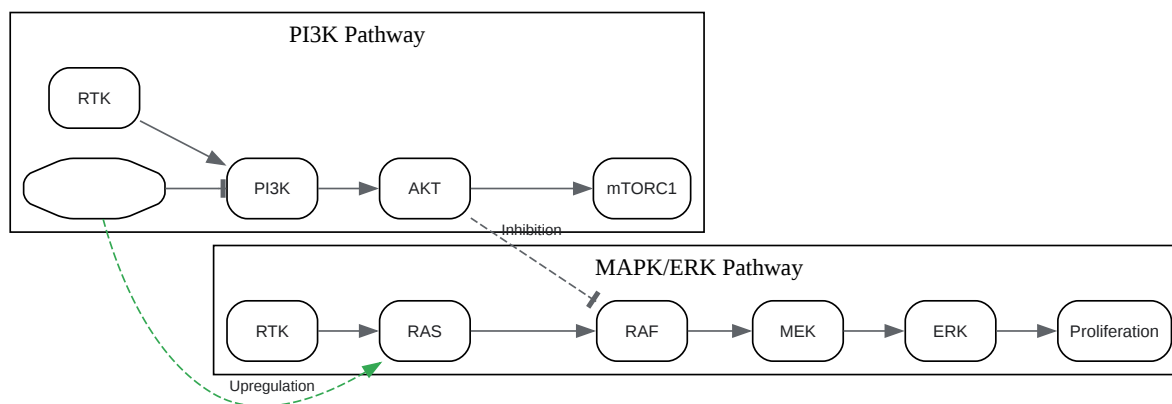 PI3K Pathway
RTK
PI3K
AKT
mTORC1
Inhibition
MAPK/ERK Pathway
RTK
RAS
RAF
MEK
ERK
Proliferation
Upregulation